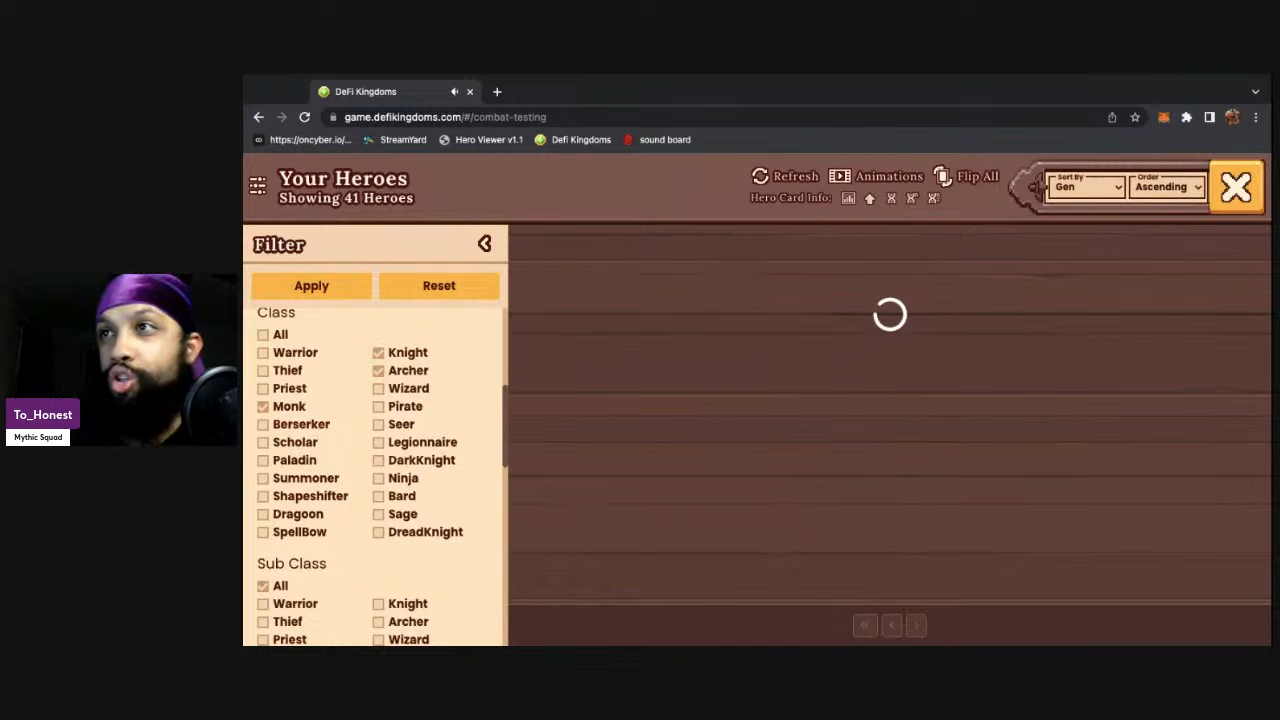 DeFi Kingdoms
game.defikingdoms.com/#/combat-testing
https://oncyber.io/... StreamYard Hero Viewer v1.1 Defi Kingdoms sound board
Your Heroes
Showing 41 Heroes
Refresh Animations Flip All
Hero Card Info:
Sort By
Gen
Order
Ascending
Filter
Apply Reset
Class
All
Warrior Knight
Thief Archer
Priest Wizard
Monk Pirate
Berserker Seer
Scholar Legionnaire
Paladin DarkKnight
Summoner Ninja
Shapeshifter Bard
Dragoon Sage
SpellBow DreadKnight
Sub Class
All
Warrior Knight
Thief Archer
Priest Wizard
To_Honest
Mythic Squad